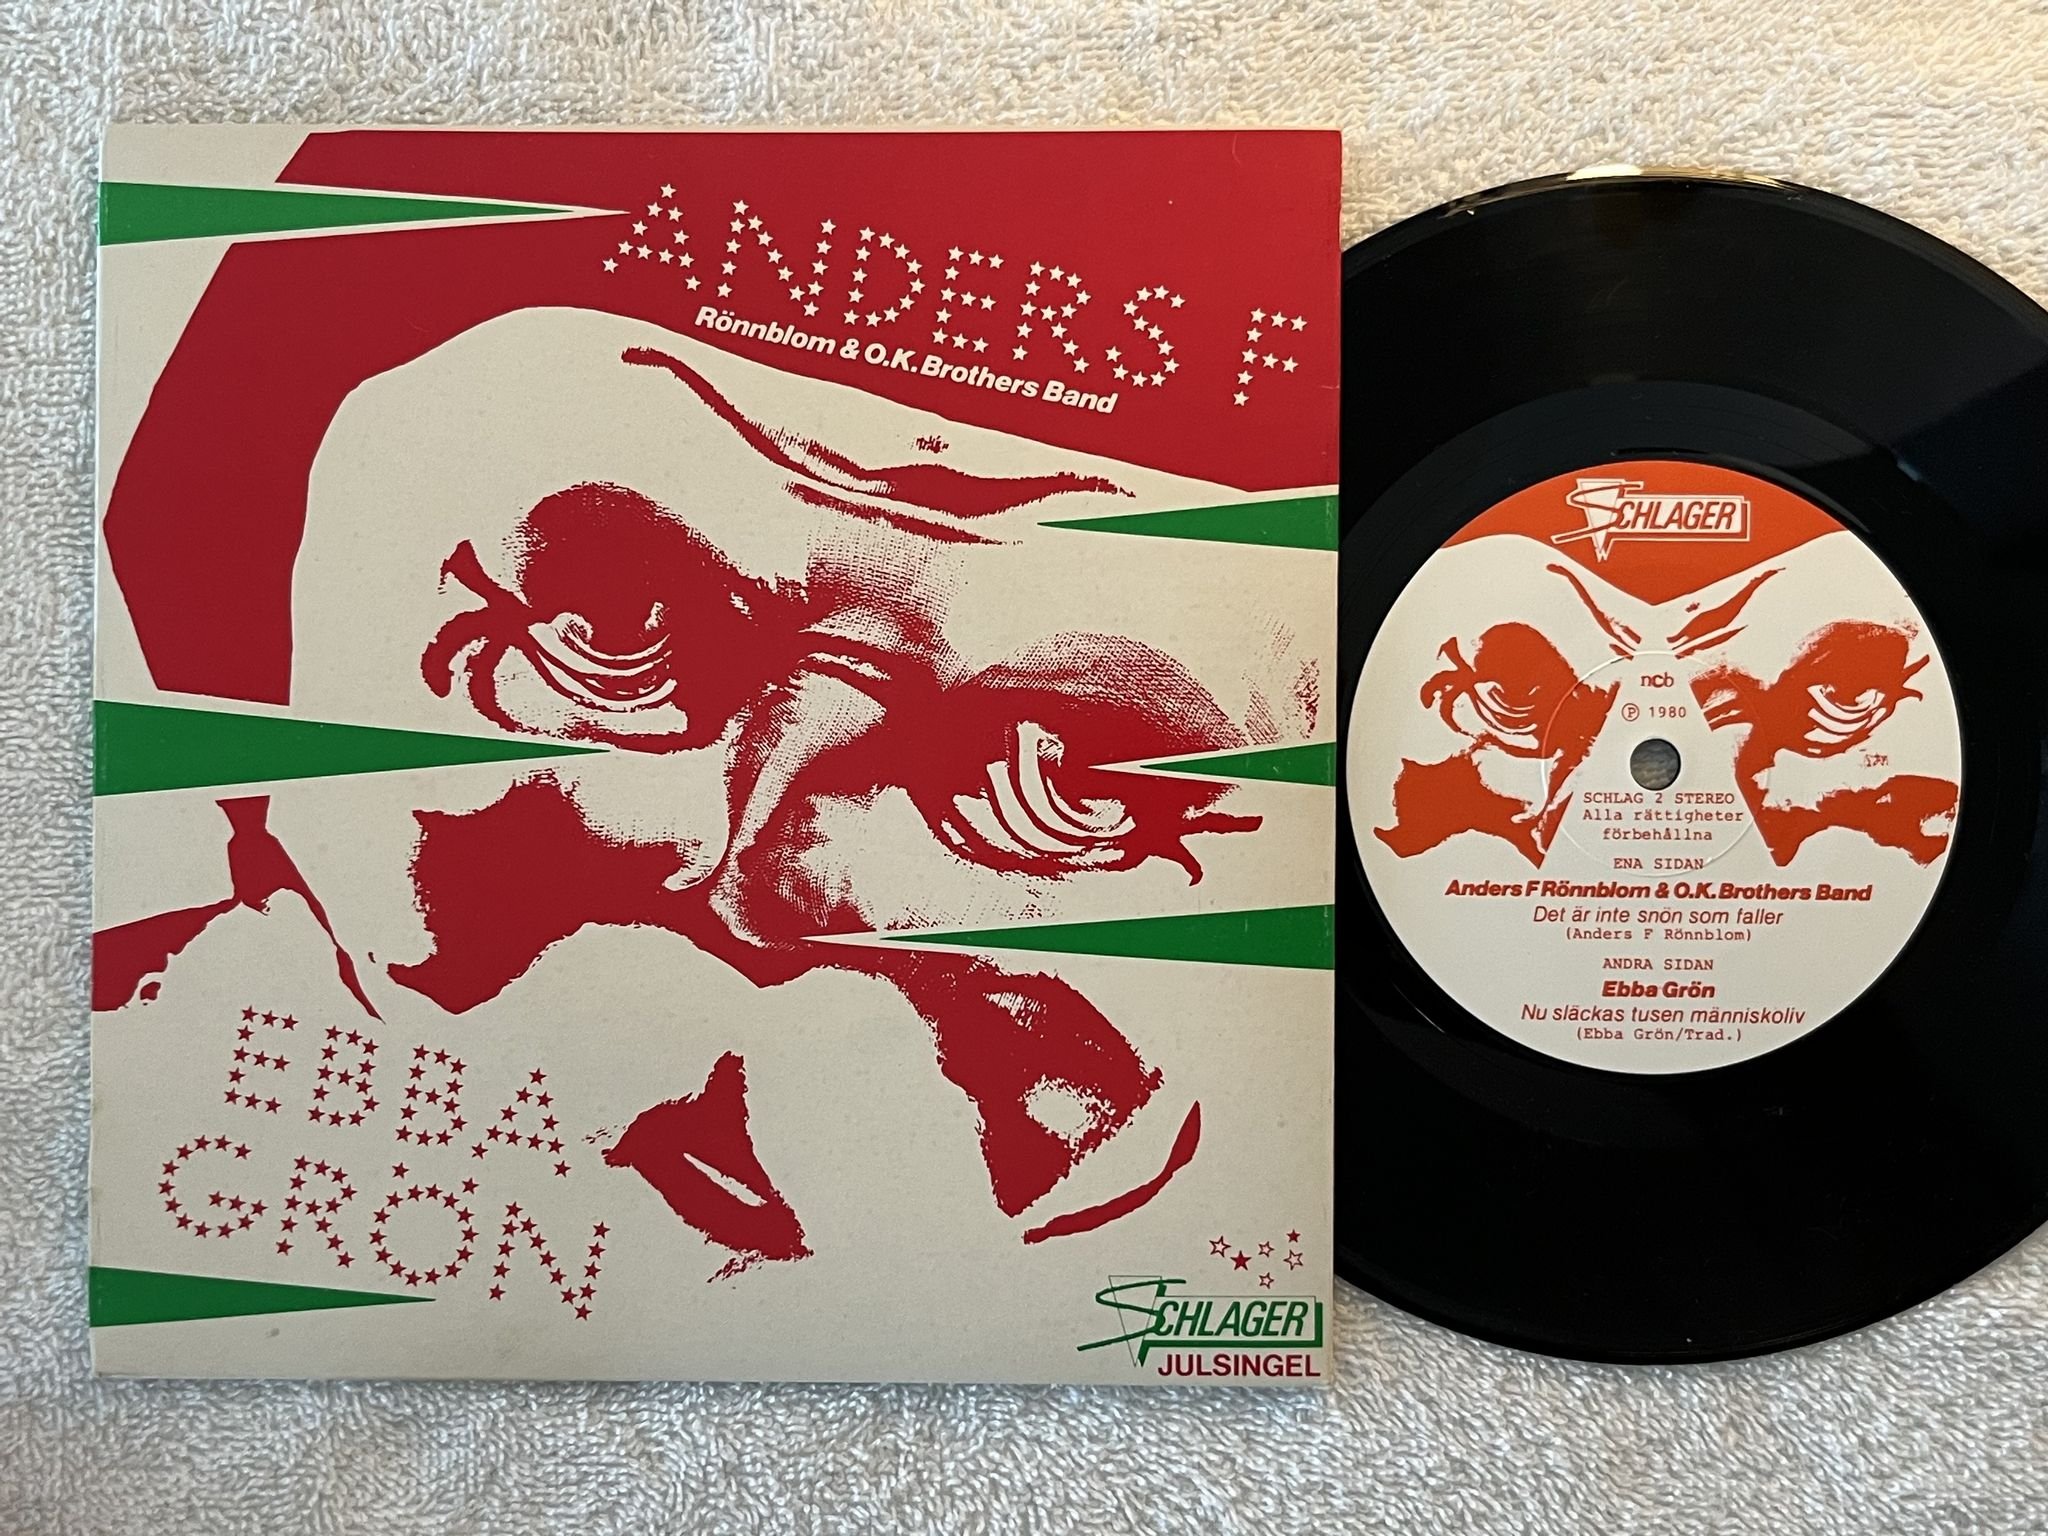 ANDERS F
Rönnblom & O.K. Brothers Band
EBBA
GRÖN
SCHLAGER
JULSINGEL
SCHLAGER
ncb
Ⓟ 1980
SCHLAG 2 STEREO
Alla rättigheter
förbehållna
ENA SIDAN
Anders F Rönnblom & O.K. Brothers Band
Det är inte snön som faller
(Anders F Rönnblom)
ANDRA SIDAN
Ebba Grön
Nu släckas tusen människoliv
(Ebba Grön/Trad.)